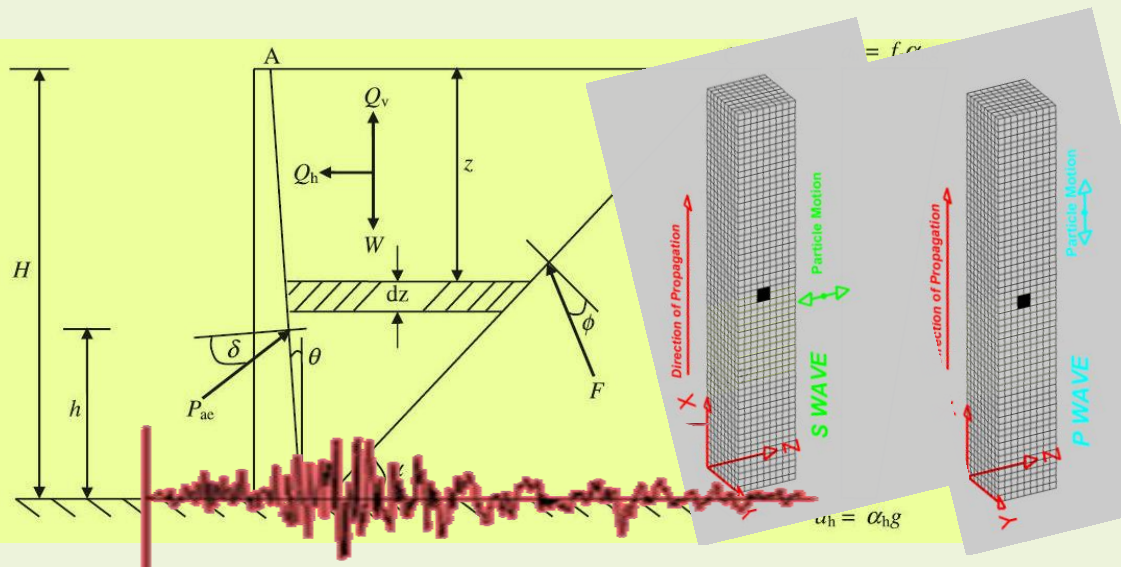 A
= f
Q_v
Q_h
z
W
H
dz
δ
θ
ϕ
h
P_ae
F
a_h = α_h g
Direction of Propagation
Particle Motion
S WAVE
X
Z
Y
Direction of Propagation
Particle Motion
P WAVE
Z
Y